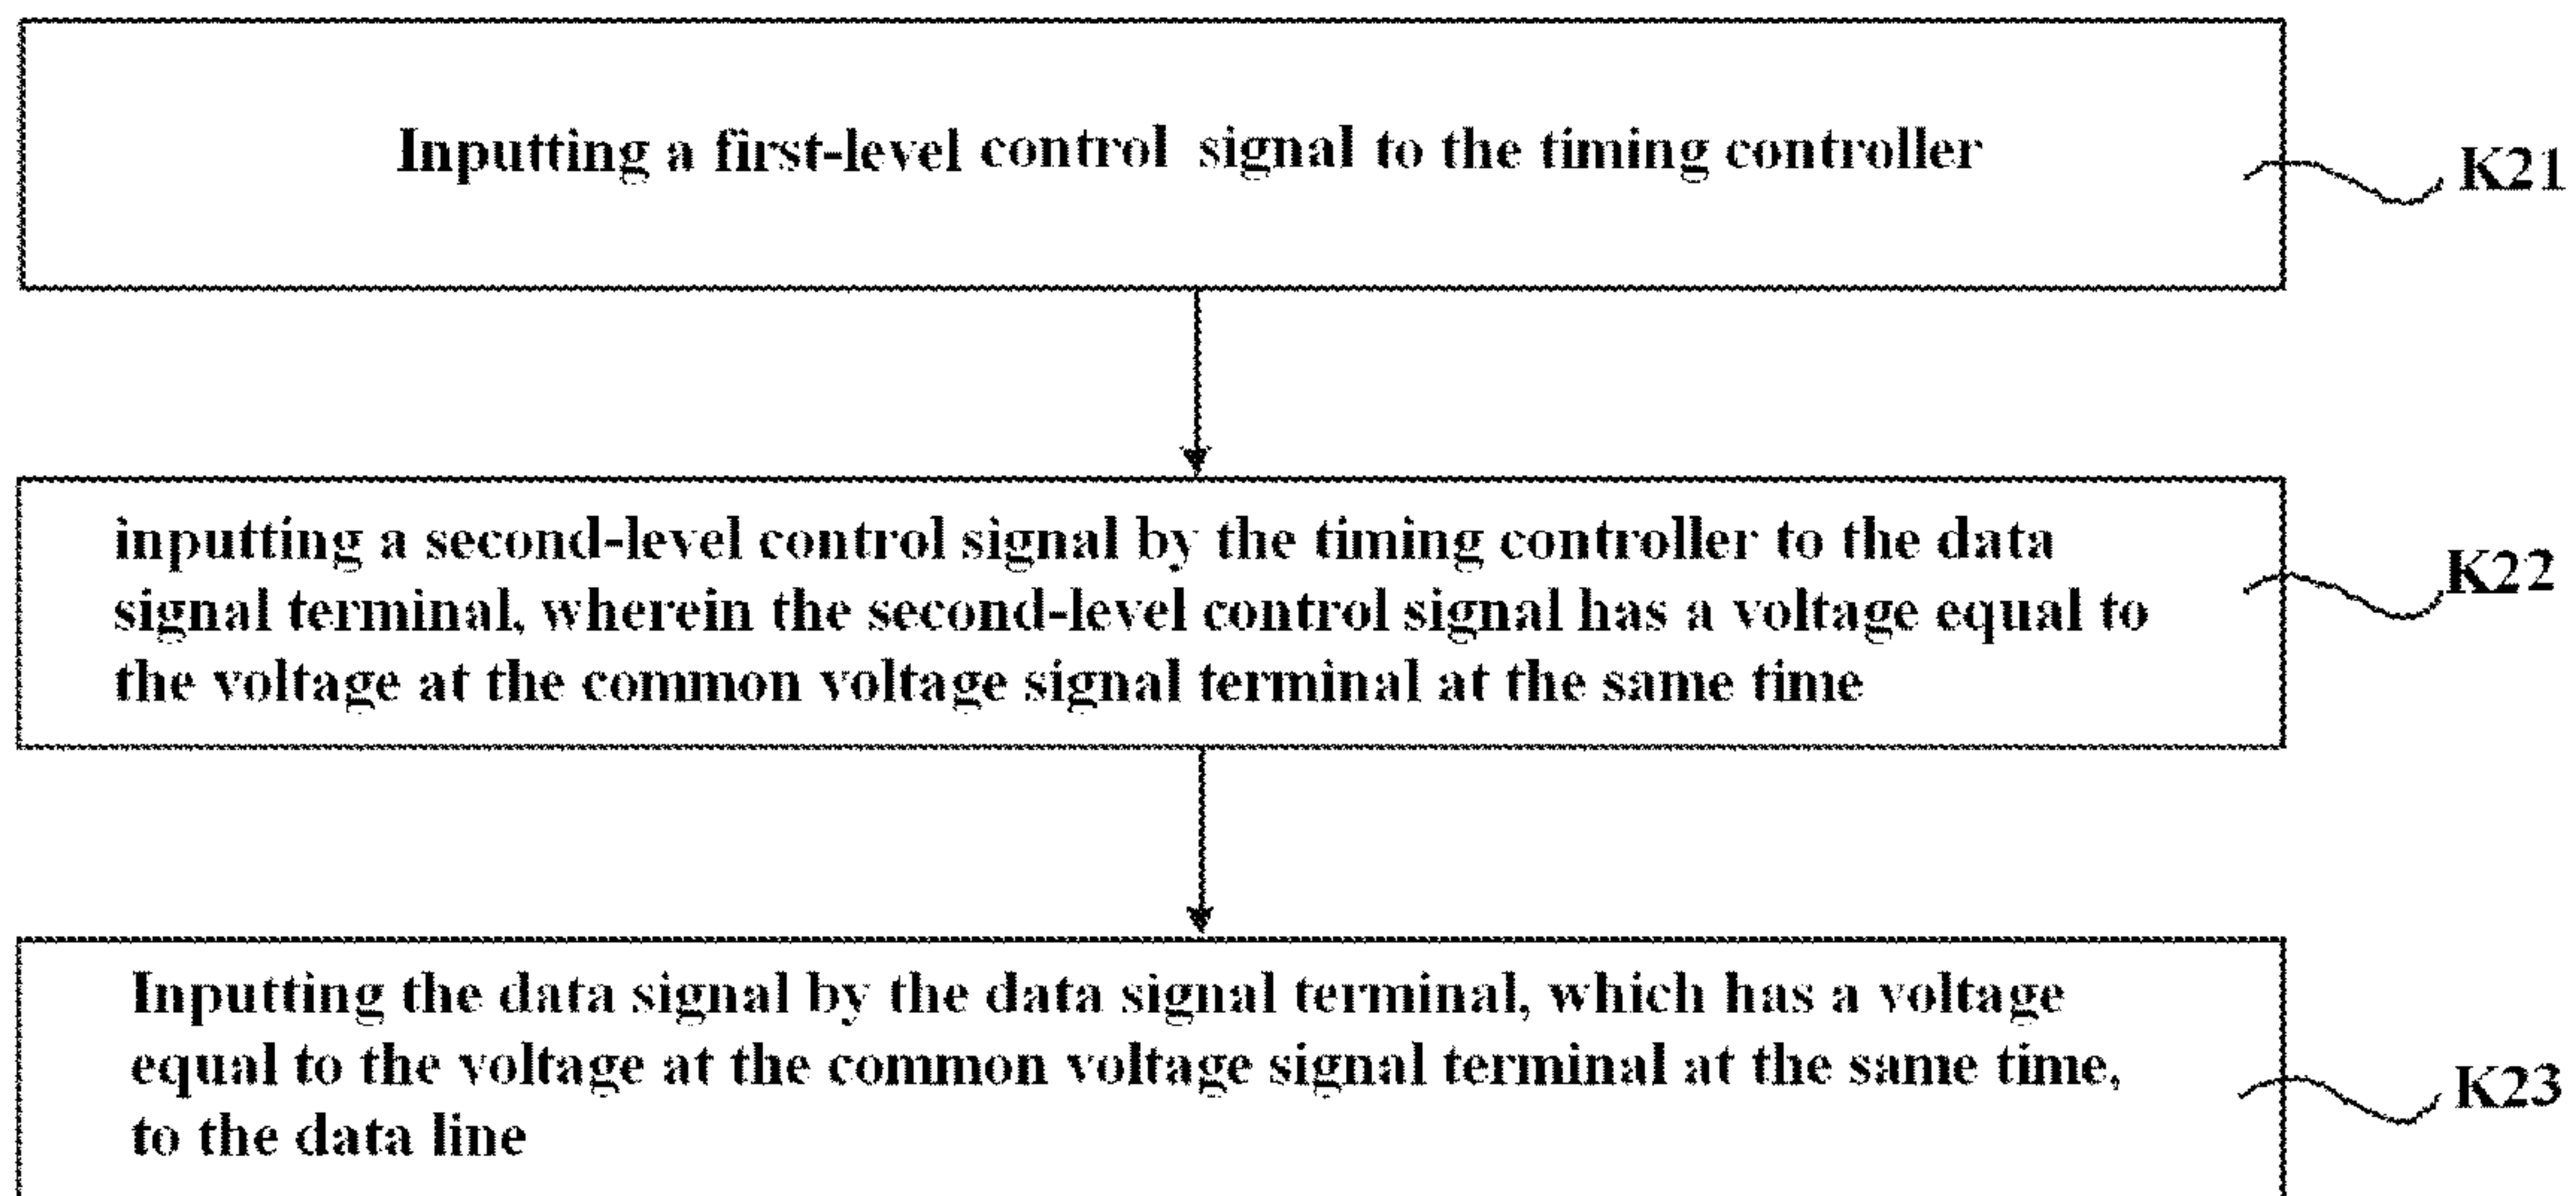 Inputting a first-level control signal to the timing controller
K21
inputting a second-level control signal by the timing controller to the data
signal terminal, wherein the second-level control signal has a voltage equal to
the voltage at the common voltage signal terminal at the same time
K22
Inputting the data signal by the data signal terminal, which has a voltage
equal to the voltage at the common voltage signal terminal at the same time,
to the data line
K23